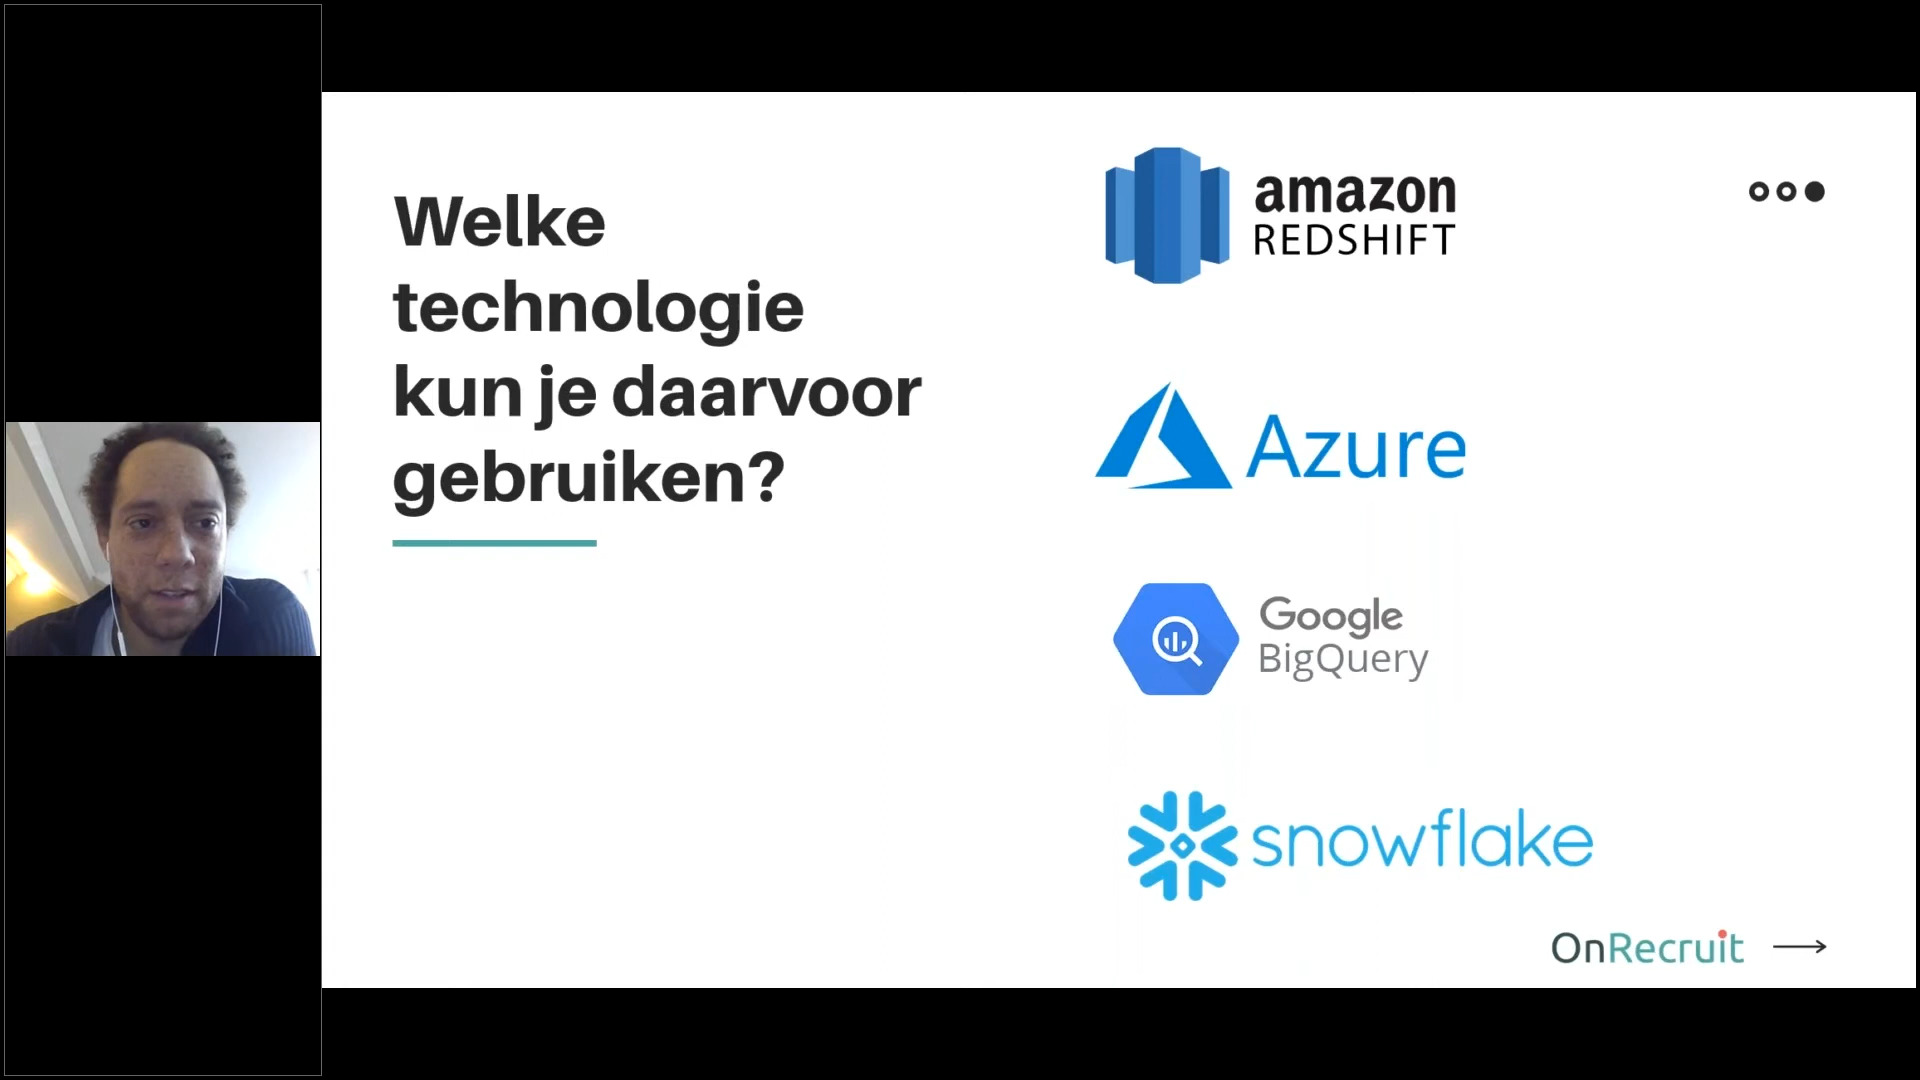 Welke
technologie
kun je daarvoor
gebruiken?
amazon
REDSHIFT
Azure
Google
BigQuery
snowflake
OnRecruit